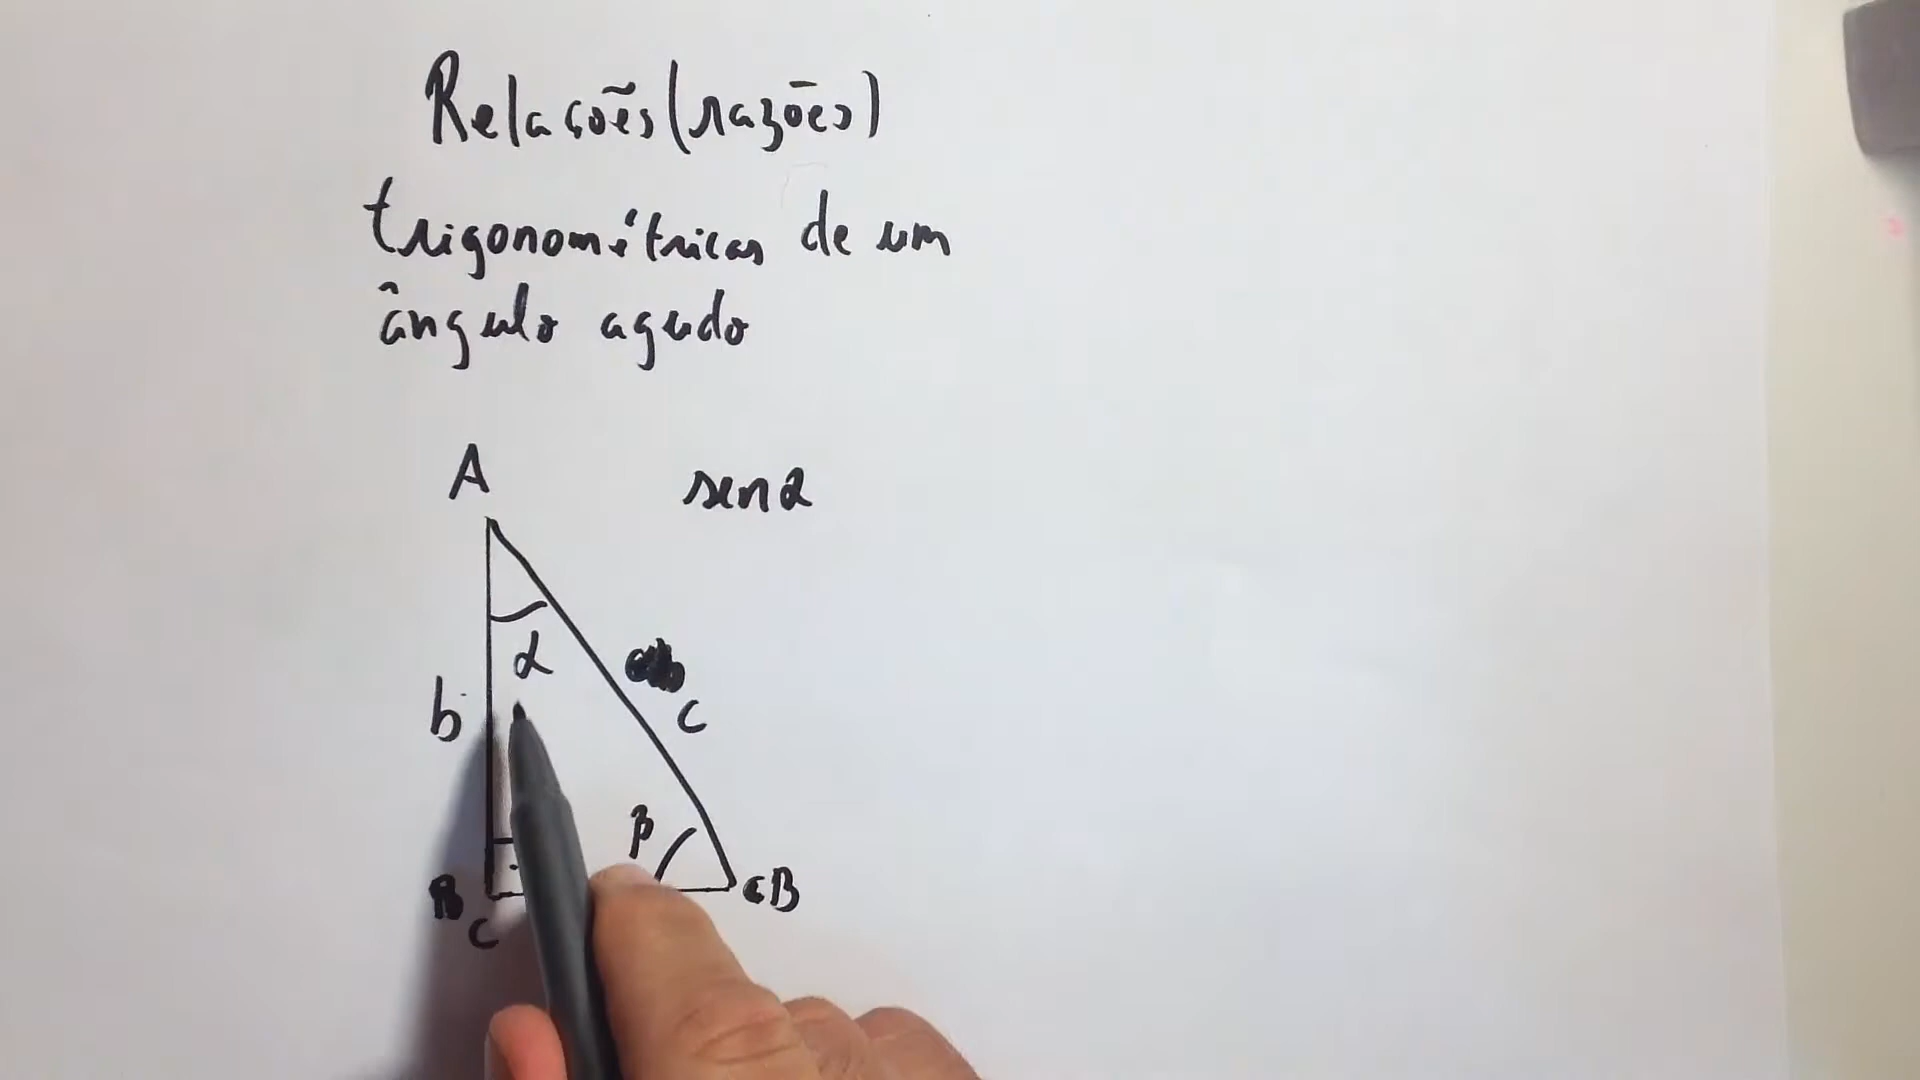 Relações (razões)
trigonométricas de um
ângulo agudo
A
sen α
α
b
c
β
B
C
B